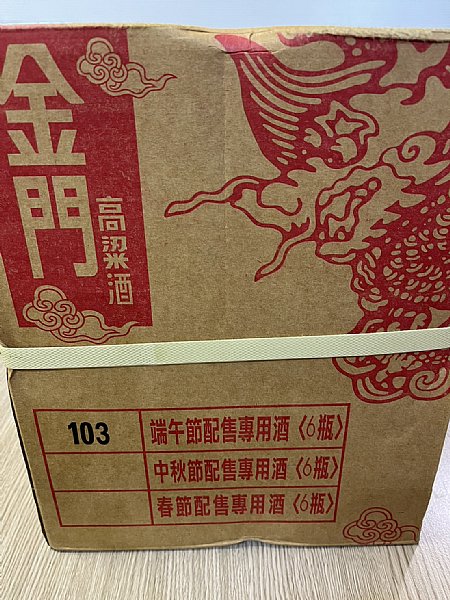 金門
高粱酒
103 端午節配售專用酒〈6瓶〉
中秋節配售專用酒〈6瓶〉
春節配售專用酒〈6瓶〉